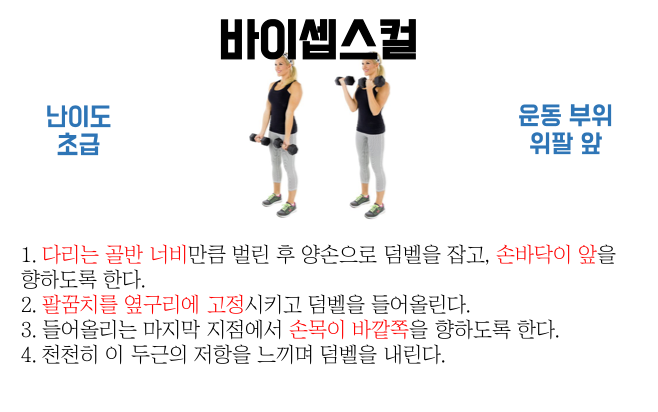 바이셉스컬
난이도
초급
운동 부위
위팔 앞
1. 다리는 골반 너비만큼 벌린 후 양손으로 덤벨을 잡고, 손바닥이 앞을
향하도록 한다.
2. 팔꿈치를 옆구리에 고정시키고 덤벨을 들어올린다.
3. 들어올리는 마지막 지점에서 손목이 바깥쪽을 향하도록 한다.
4. 천천히 이 두근의 저항을 느끼며 덤벨을 내린다.